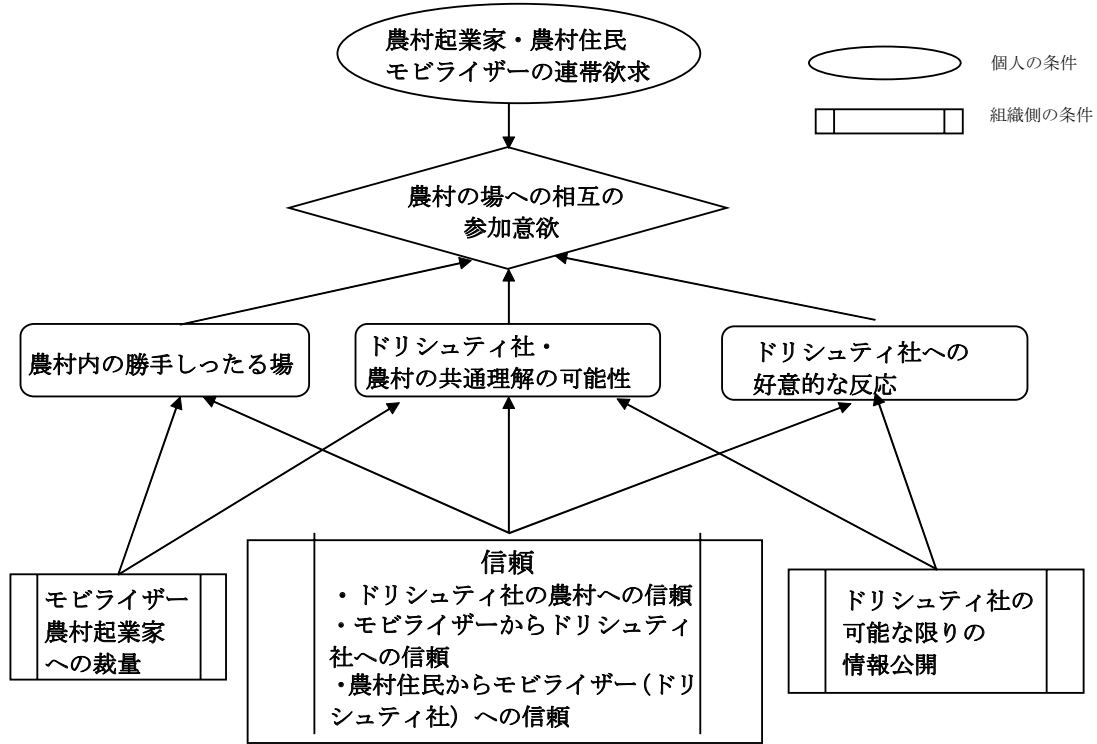 農村起業家・農村住民
モビライザーの連帯欲求
個人の条件
組織側の条件
農村の場への相互の
参加意欲
農村内の勝手しったる場
ドリシュティ社・
農村の共通理解の可能性
ドリシュティ社への
好意的な反応
モビライザー
農村起業家
への裁量
信頼
・ドリシュティ社の農村への信頼
・モビライザーからドリシュティ
社への信頼
・農村住民からモビライザー(ドリ
シュティ社）への信頼
ドリシュティ社の
可能な限りの
情報公開